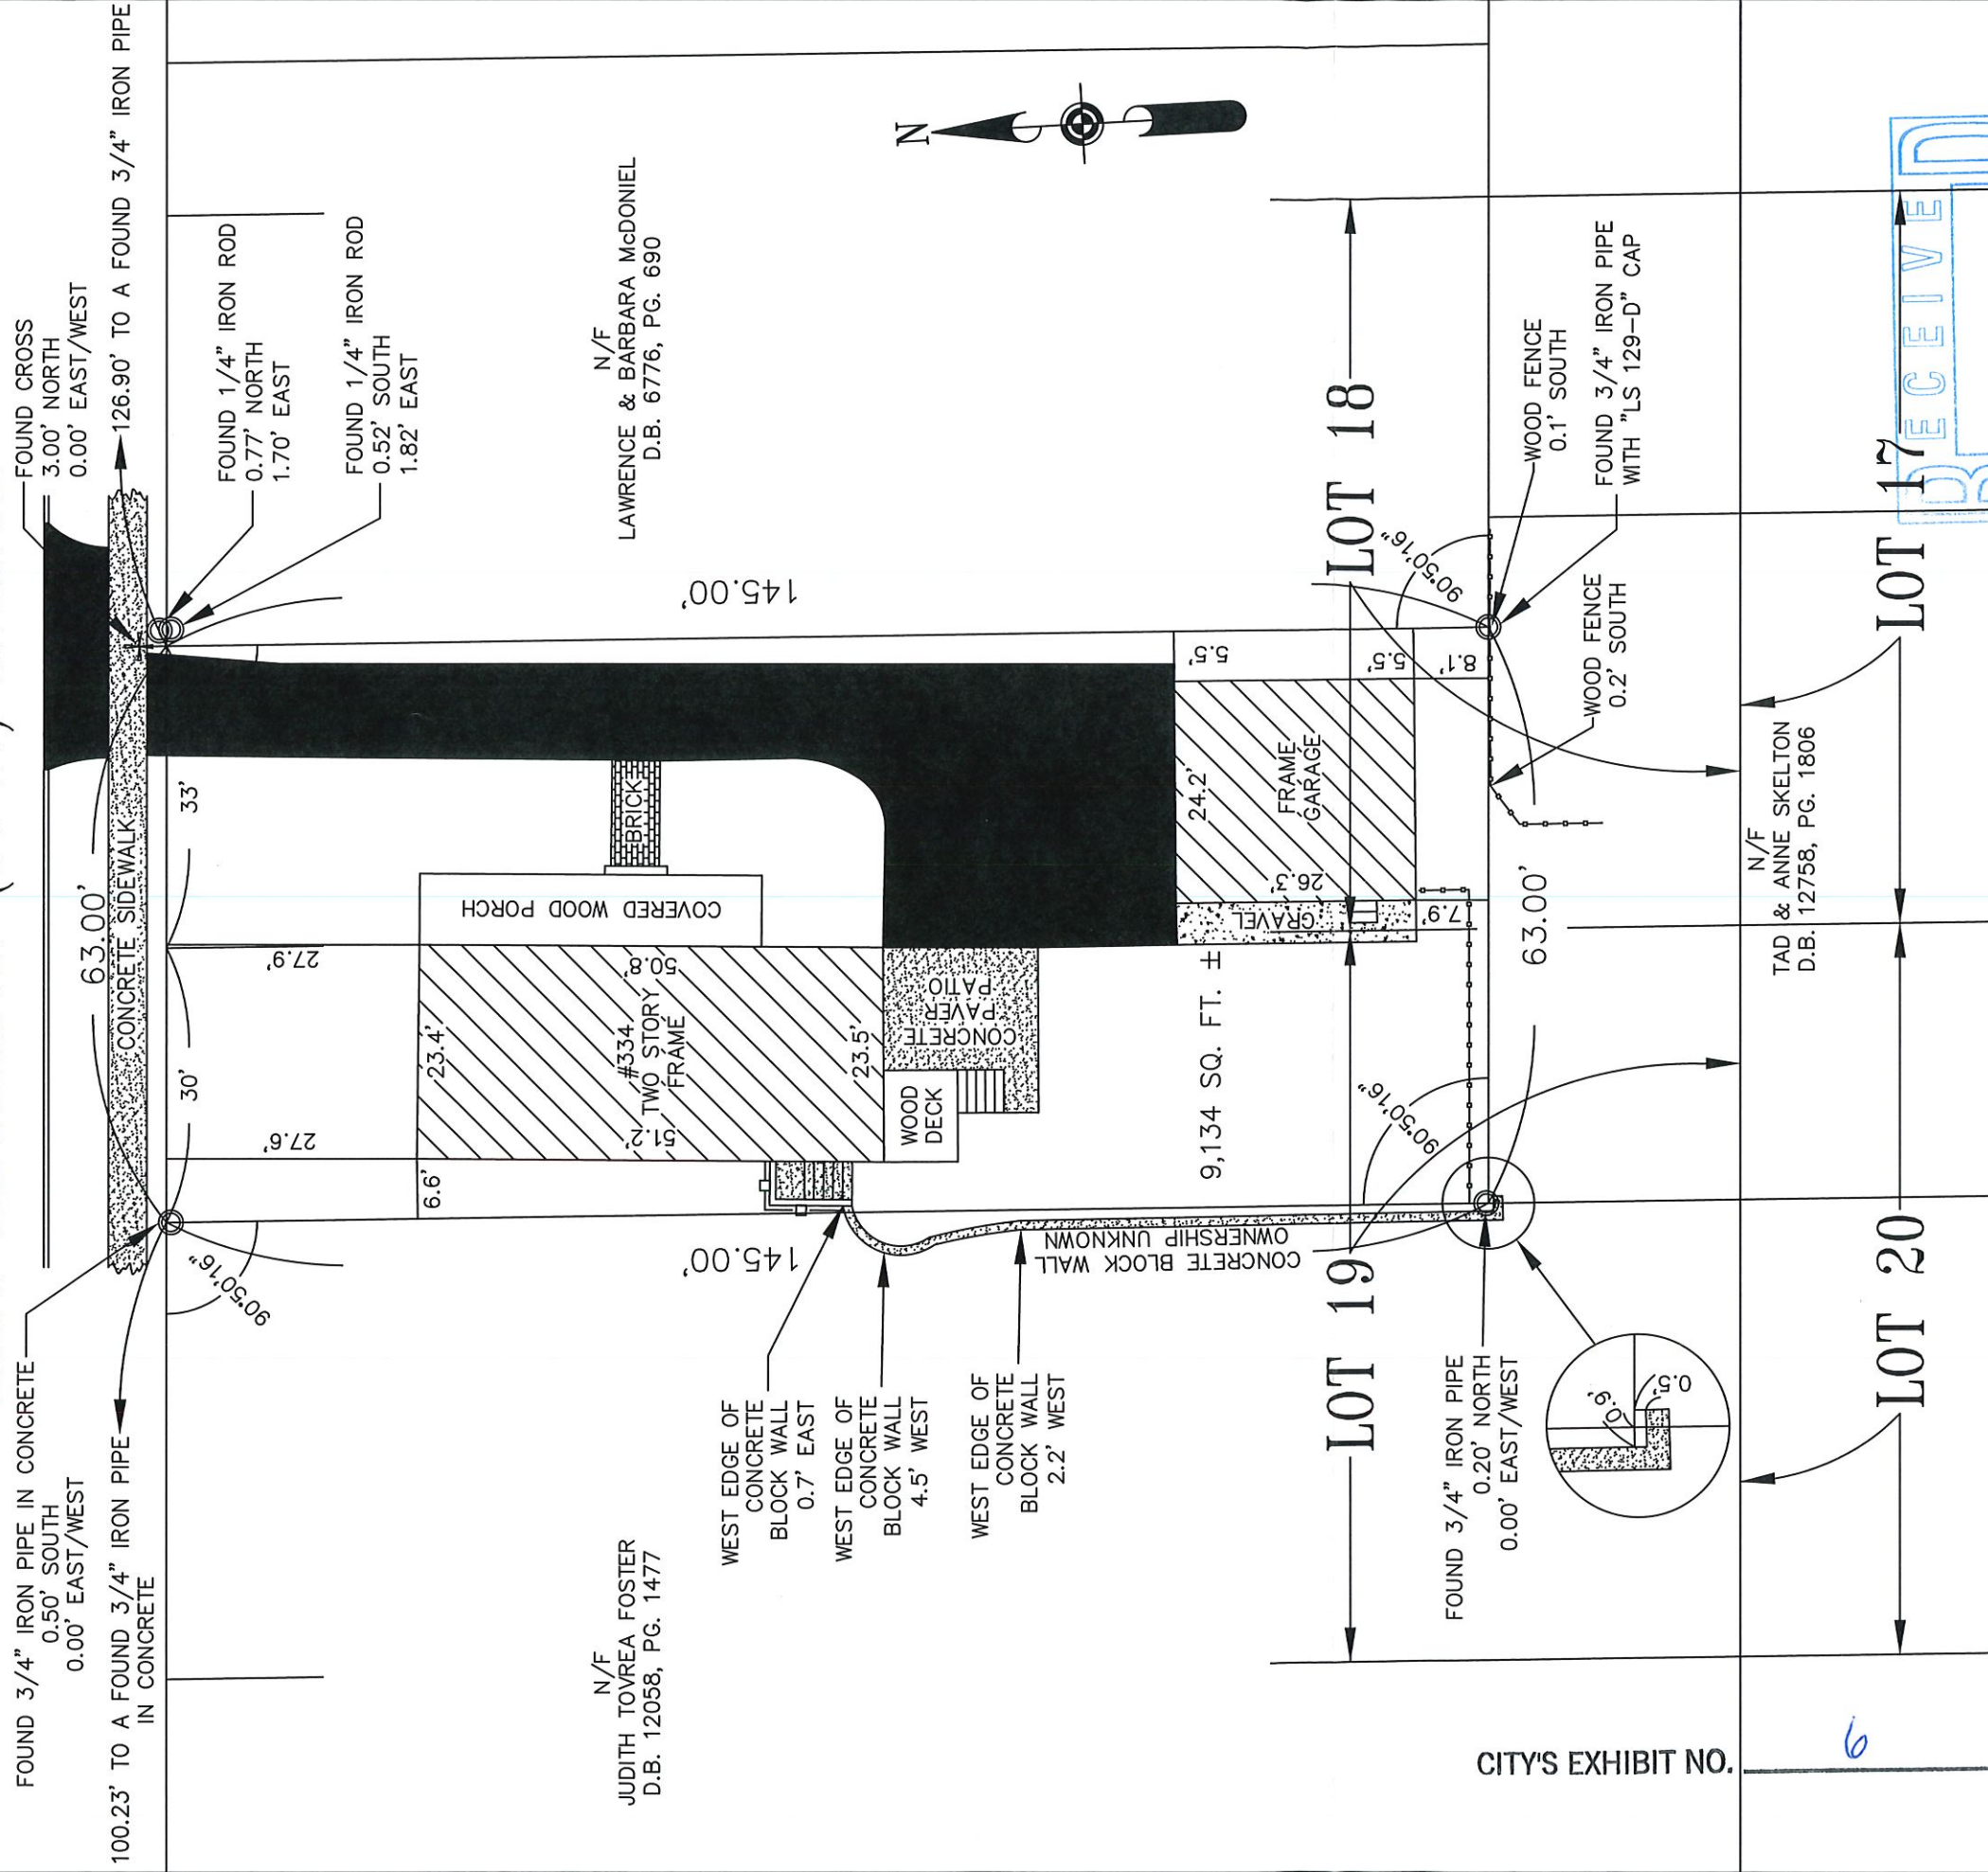 FOUND 3/4" IRON PIPE IN CONCRETE
0.50' SOUTH
0.00' EAST/WEST
100.23' TO A FOUND 3/4" IRON PIPE
IN CONCRETE
FOUND CROSS
3.00' NORTH
0.00' EAST/WEST
126.90' TO A FOUND 3/4" IRON PIPE
63.00'
CONCRETE SIDEWALK
30'
33'
90°50'16"
FOUND 1/4" IRON ROD
0.77' NORTH
1.70' EAST
FOUND 1/4" IRON ROD
0.52' SOUTH
1.82' EAST
27.6'
27.9'
6.6'
23.4'
COVERED WOOD PORCH
BRICK
#334
TWO STORY
FRAME
51.2'
50.8'
23.5'
N/F
JUDITH TOVREA FOSTER
D.B. 12058, PG. 1477
N/F
LAWRENCE & BARBARA McDONIEL
D.B. 6776, PG. 690
145.00'
145.00'
N
WEST EDGE OF
CONCRETE
BLOCK WALL
0.7' EAST
WEST EDGE OF
CONCRETE
BLOCK WALL
4.5' WEST
WEST EDGE OF
CONCRETE
BLOCK WALL
2.2' WEST
WOOD
DECK
CONCRETE
PAVER
PATIO
CONCRETE BLOCK WALL
OWNERSHIP UNKNOWN
9,134 SQ. FT. ±
24.2'
5.5'
FRAME
GARAGE
26.3'
GRAVEL
5.5'
8.1'
7.9'
LOT 19
LOT 18
90°50'16"
90°50'16"
FOUND 3/4" IRON PIPE
0.20' NORTH
0.00' EAST/WEST
63.00'
WOOD FENCE
0.1' SOUTH
FOUND 3/4" IRON PIPE
WITH "LS 129-D" CAP
WOOD FENCE
0.2' SOUTH
0.6'
0.5'
N/F
TAD & ANNE SKELTON
D.B. 12758, PG. 1806
LOT 20
LOT 17
RECEIVED
CITY'S EXHIBIT NO. 6